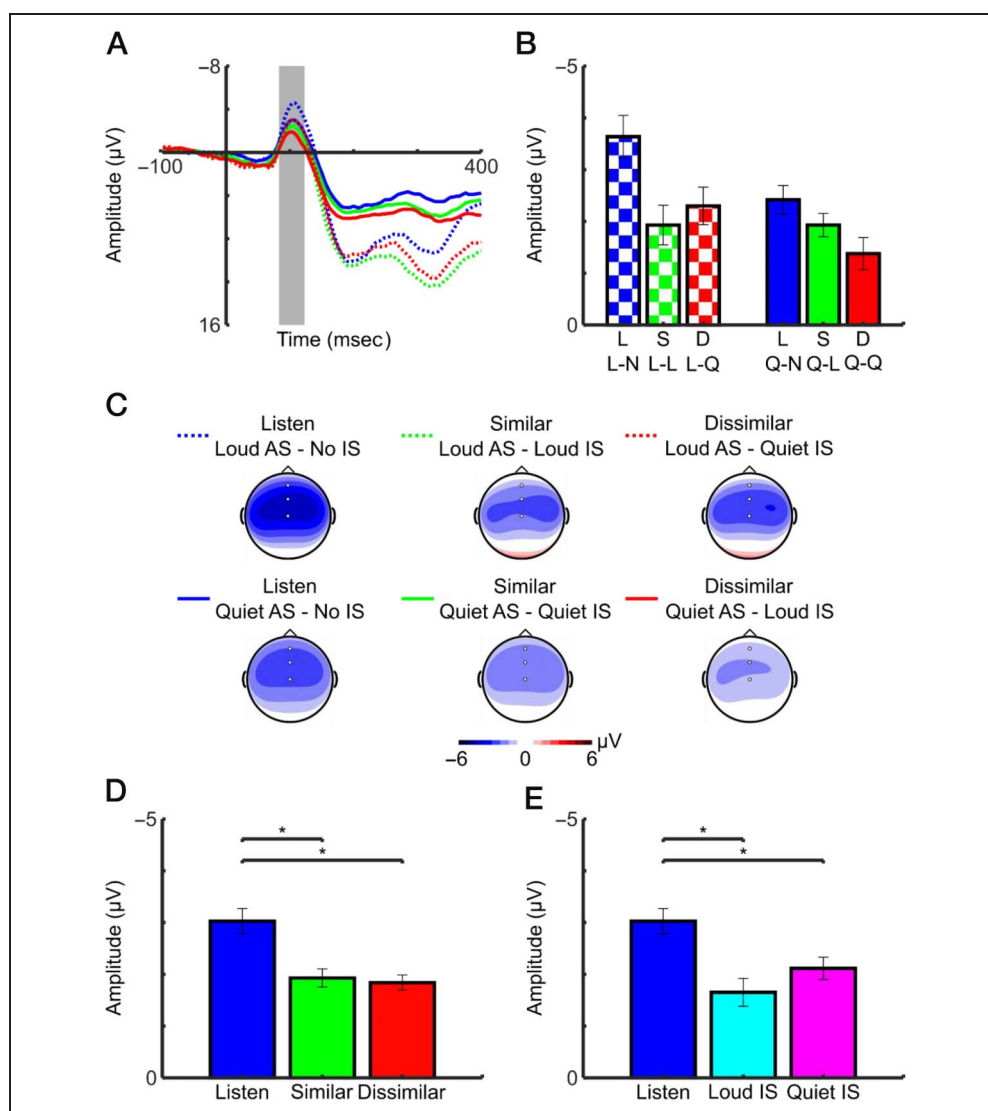 A
−8
Amplitude (µV)
−100
400
16
Time (msec)
B
−5
Amplitude (µV)
0
L S D L S D
L-N L-L L-Q Q-N Q-L Q-Q
C
Listen
Loud AS - No IS
Similar
Loud AS - Loud IS
Dissimilar
Loud AS - Quiet IS
Listen
Quiet AS - No IS
Similar
Quiet AS - Quiet IS
Dissimilar
Quiet AS - Loud IS
µV
−6 0 6
D
−5
Amplitude (µV)
0
*
*
Listen Similar Dissimilar
E
−5
Amplitude (µV)
0
*
*
Listen Loud IS Quiet IS